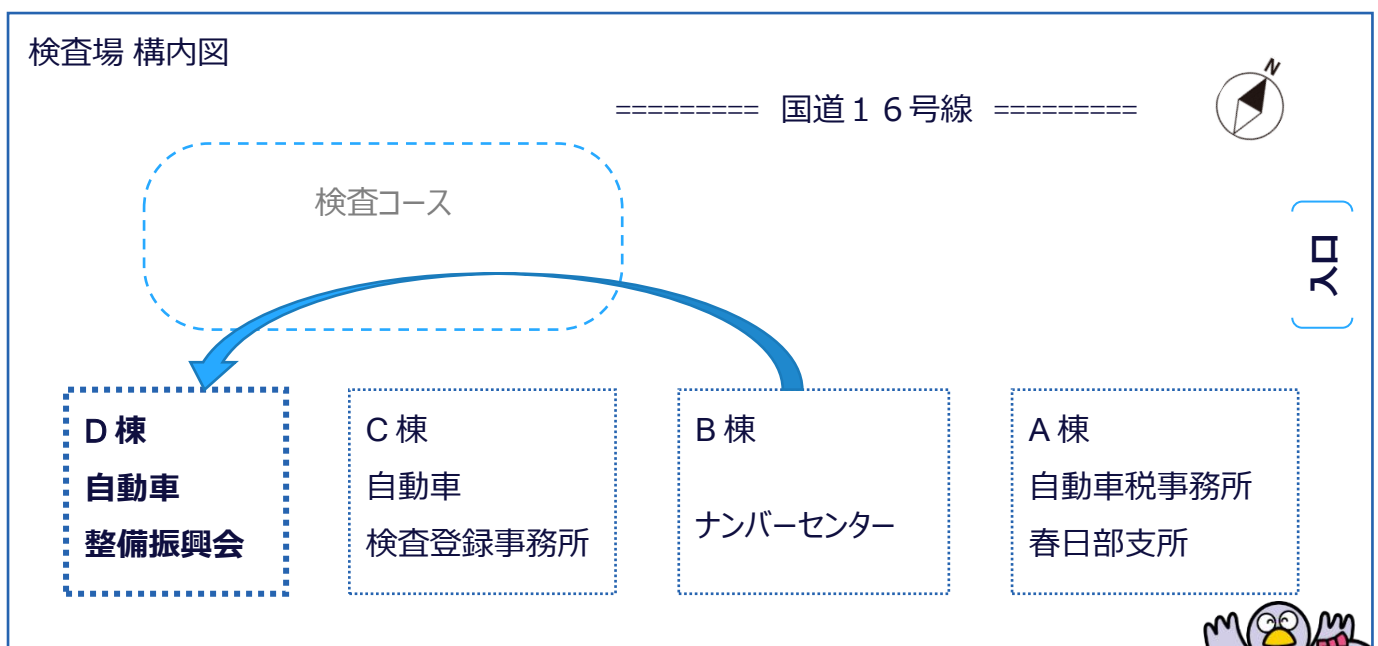 検査場 構内図
N
========= 国道１６号線 =========
検査コース
入口
D 棟
自動車
整備振興会
C 棟
自動車
検査登録事務所
B 棟
ナンバーセンター
A 棟
自動車税事務所
春日部支所